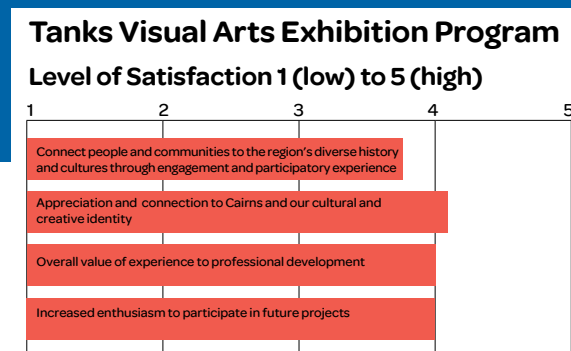 Tanks Visual Arts Exhibition Program
Level of Satisfaction 1 (low) to 5 (high)
1 2 3 4 5
Connect people and communities to the region's diverse history
and cultures through engagement and participatory experience
Appreciation and connection to Cairns and our cultural and
creative identity
Overall value of experience to professional development
Increased enthusiasm to participate in future projects